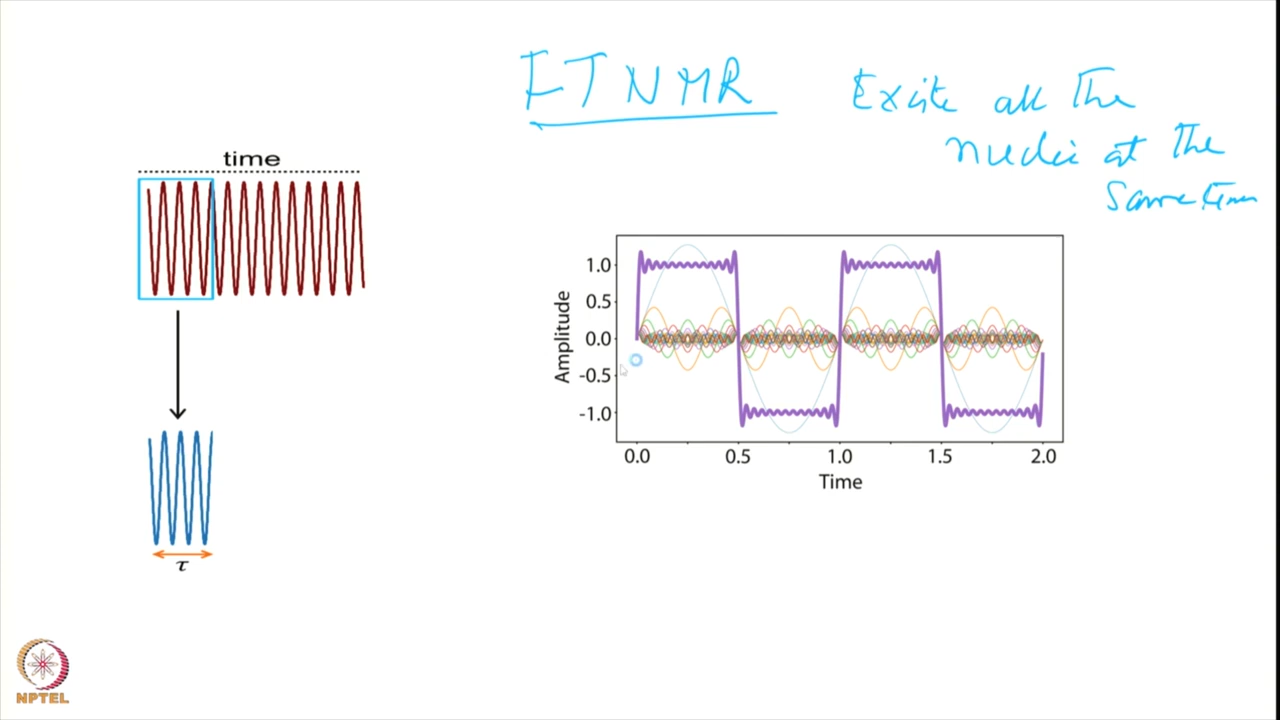 FT NMR
Excite all the
nuclei at the
same time
time
τ
Amplitude
1.0
0.5
0.0
-0.5
-1.0
0.0 0.5 1.0 1.5 2.0
Time
NPTEL